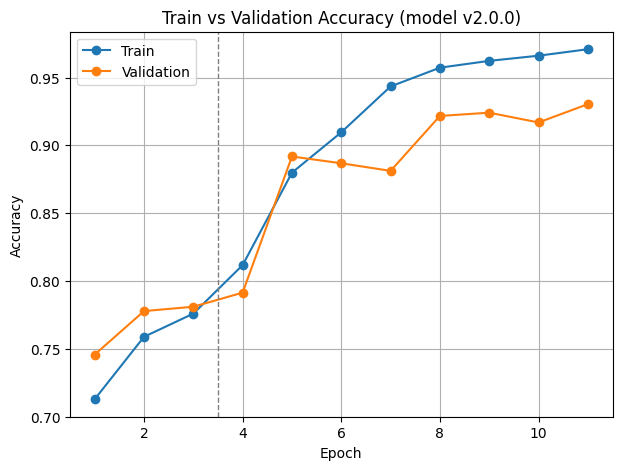 Train vs Validation Accuracy (model v2.0.0)
Train
Validation
0.95
0.90
0.85
0.80
0.75
0.70
Accuracy
2 4 6 8 10
Epoch